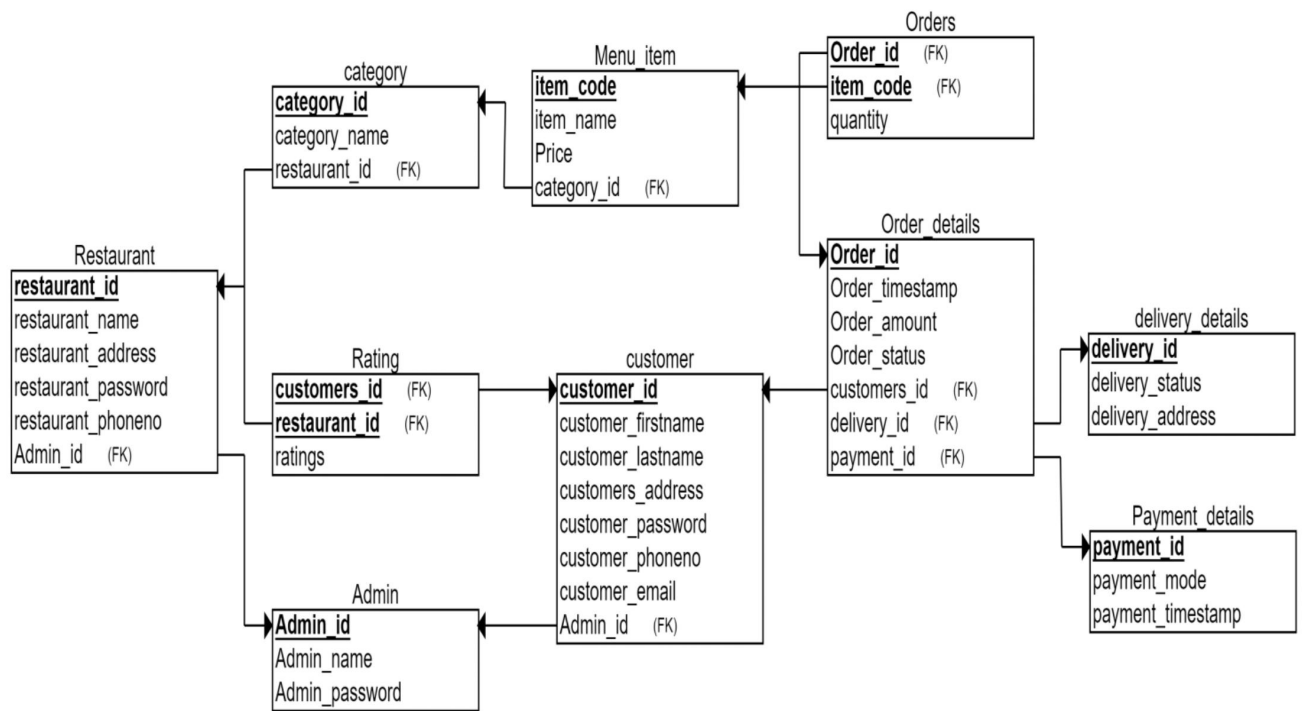 Orders
Order_id (FK)
item_code (FK)
quantity
Menu_item
item_code
item_name
Price
category_id (FK)
category
category_id
category_name
restaurant_id (FK)
Restaurant
restaurant_id
restaurant_name
restaurant_address
restaurant_password
restaurant_phoneno
Admin_id (FK)
Rating
customers_id (FK)
restaurant_id (FK)
ratings
customer
customer_id
customer_firstname
customer_lastname
customers_address
customer_password
customer_phoneno
customer_email
Admin_id (FK)
Order_details
Order_id
Order_timestamp
Order_amount
Order_status
customers_id (FK)
delivery_id (FK)
payment_id (FK)
delivery_details
delivery_id
delivery_status
delivery_address
Payment_details
payment_id
payment_mode
payment_timestamp
Admin
Admin_id
Admin_name
Admin_password